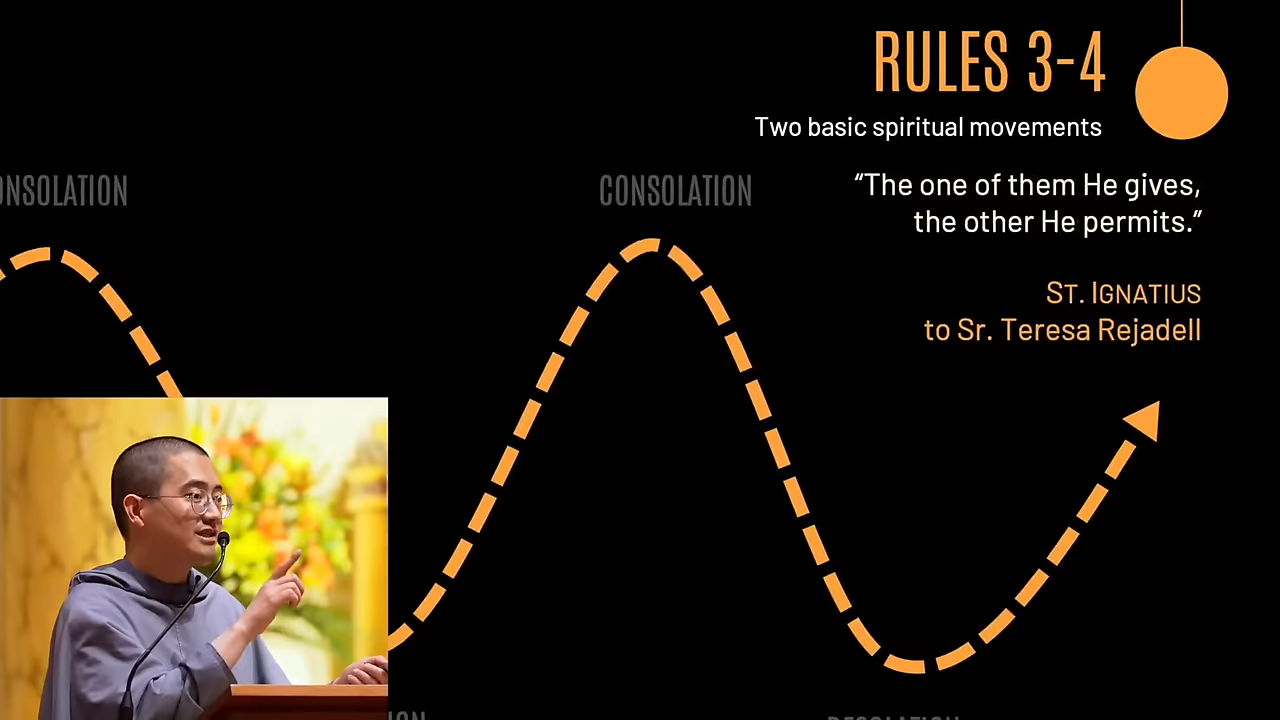 RULES 3-4
Two basic spiritual movements
“The one of them He gives,
the other He permits.”
ST. IGNATIUS
to Sr. Teresa Rejadell
ONSOLATION
CONSOLATION